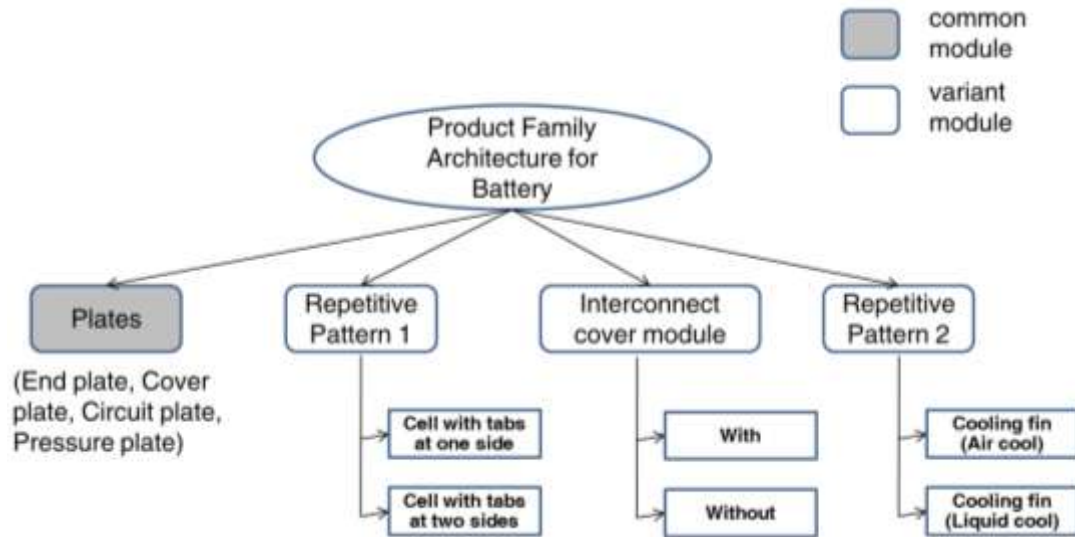 common
module
variant
module
Product Family
Architecture for
Battery
Plates
Repetitive
Pattern 1
Interconnect
cover module
Repetitive
Pattern 2
(End plate, Cover
plate, Circuit plate,
Pressure plate)
Cell with tabs
at one side
With
Cooling fin
(Air cool)
Cell with tabs
at two sides
Without
Cooling fin
(Liquid cool)